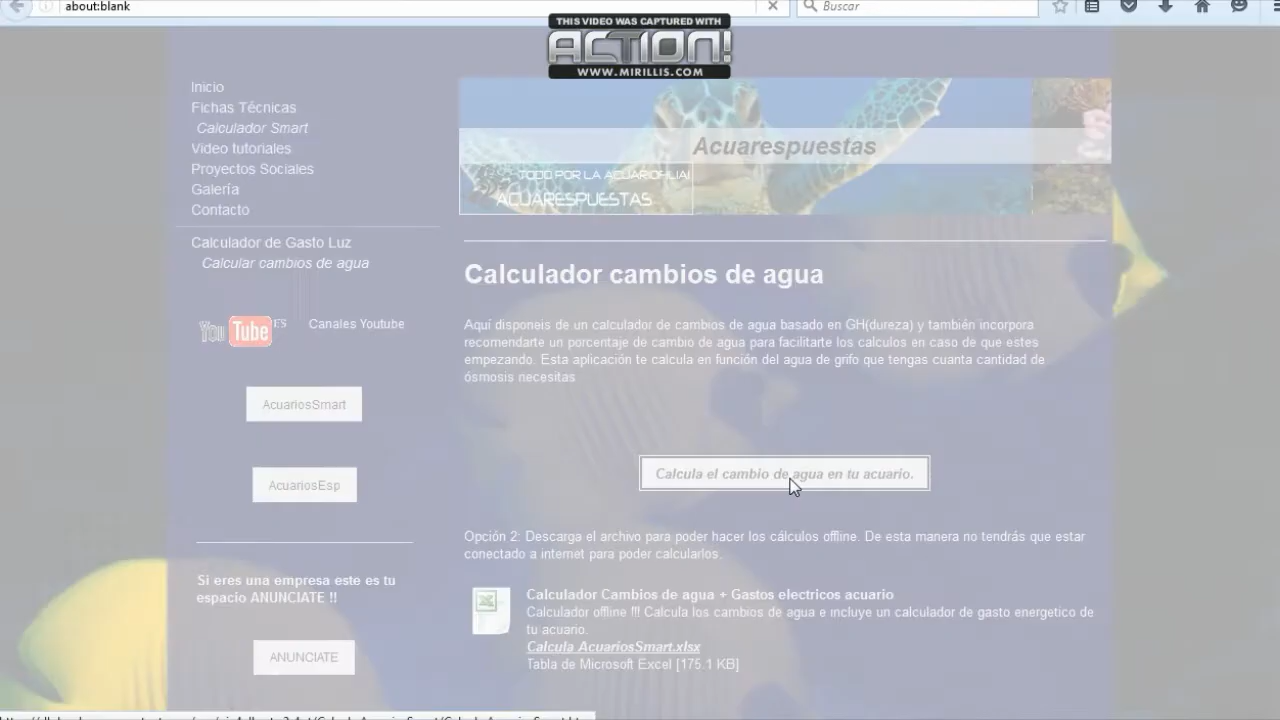 about:blank
Buscar
THIS VIDEO WAS CAPTURED WITH
ACTION!
WWW.MIRILLIS.COM
Inicio
Fichas Técnicas
Calculador Smart
Video tutoriales
Proyectos Sociales
Galería
Contacto
Calculador de Gasto Luz
Calcular cambios de agua
You Tube ES
Canales Youtube
AcuariosSmart
AcuariosEsp
Si eres una empresa este es tu
espacio ANUNCIATE !!
ANUNCIATE
Acuarespuestas
TODO POR LA ACUARIOFILIA!
ACUARESPUESTAS
Calculador cambios de agua
Aquí disponeis de un calculador de cambios de agua basado en GH(dureza) y también incorpora
recomendarte un porcentaje de cambio de agua para facilitarte los calculos en caso de que estes
empezando. Esta aplicación te calcula en función del agua de grifo que tengas cuanta cantidad de
ósmosis necesitas
Calcula el cambio de agua en tu acuario.
Opción 2: Descarga el archivo para poder hacer los cálculos offline. De esta manera no tendrás que estar
conectado a internet para poder calcularlos.
Calculador Cambios de agua + Gastos electricos acuario
Calculador offline !!! Calcula los cambios de agua e incluye un calculador de gasto energetico de
tu acuario.
Calcula AcuariosSmart.xlsx
Tabla de Microsoft Excel [175.1 KB]